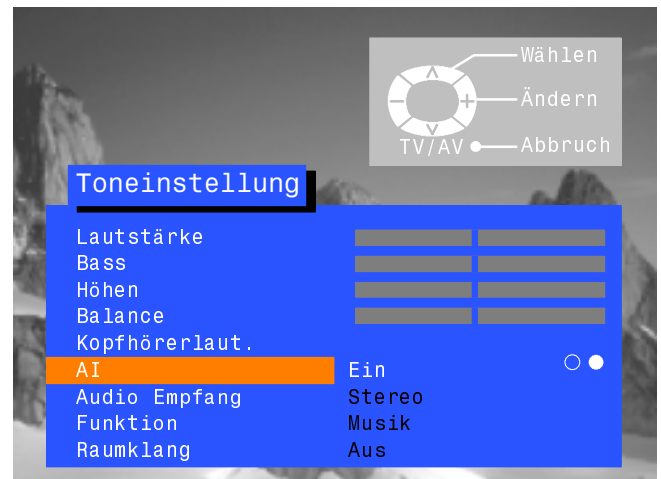 Wählen
Ändern
TV/AV Abbruch
Toneinstellung
Lautstärke
Bass
Höhen
Balance
Kopfhörerlaut.
AI Ein
Audio Empfang Stereo
Funktion Musik
Raumklang Aus